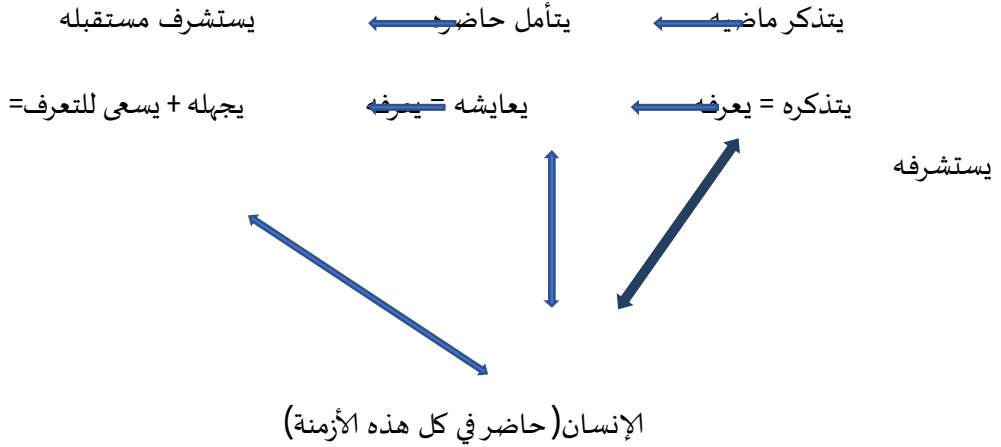 يتذكر ماضيه يتأمل حاضره يستشرف مستقبله
يتذكره = يعرفه يعايشه = يعرفه يجهله + يسعى للتعرف=
يستشرفه
الإنسان( حاضر في كل هذه الأزمنة)